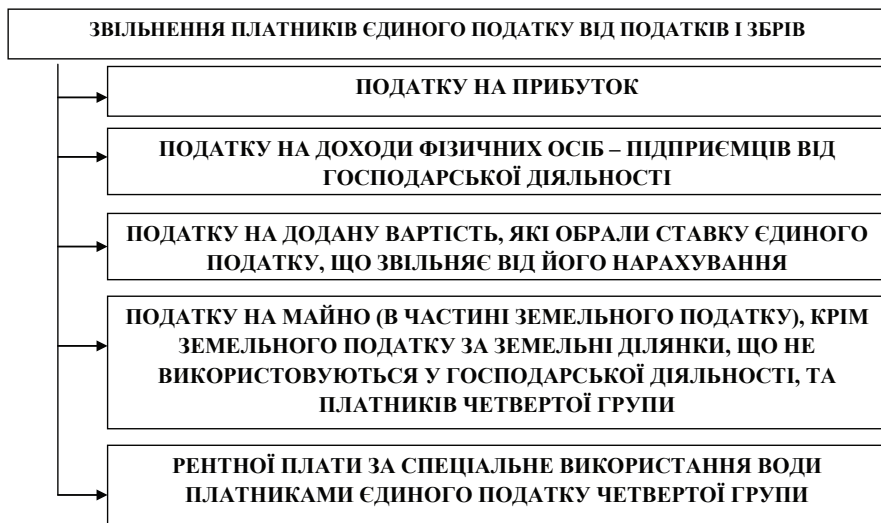 ЗВІЛЬНЕННЯ ПЛАТНИКІВ ЄДИНОГО ПОДАТКУ ВІД ПОДАТКІВ І ЗБРІВ
ПОДАТКУ НА ПРИБУТОК
ПОДАТКУ НА ДОХОДИ ФІЗИЧНИХ ОСІБ – ПІДПРИЄМЦІВ ВІД
ГОСПОДАРСЬКОЇ ДІЯЛЬНОСТІ
ПОДАТКУ НА ДОДАНУ ВАРТІСТЬ, ЯКІ ОБРАЛИ СТАВКУ ЄДИНОГО
ПОДАТКУ, ЩО ЗВІЛЬНЯЄ ВІД ЙОГО НАРАХУВАННЯ
ПОДАТКУ НА МАЙНО (В ЧАСТИНІ ЗЕМЕЛЬНОГО ПОДАТКУ), КРІМ
ЗЕМЕЛЬНОГО ПОДАТКУ ЗА ЗЕМЕЛЬНІ ДІЛЯНКИ, ЩО НЕ
ВИКОРИСТОВУЮТЬСЯ У ГОСПОДАРСЬКОЇ ДІЯЛЬНОСТІ, ТА
ПЛАТНИКІВ ЧЕТВЕРТОЇ ГРУПИ
РЕНТНОЇ ПЛАТИ ЗА СПЕЦІАЛЬНЕ ВИКОРИСТАННЯ ВОДИ
ПЛАТНИКАМИ ЄДИНОГО ПОДАТКУ ЧЕТВЕРТОЇ ГРУПИ